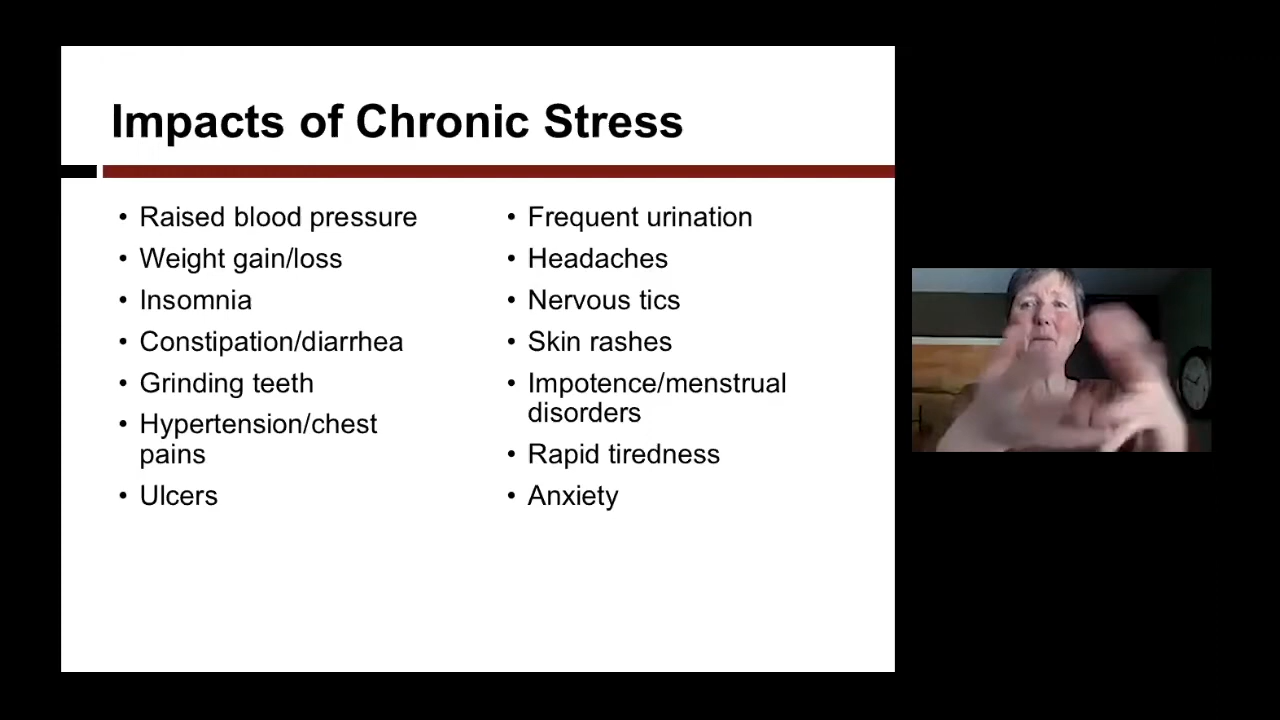 Impacts of Chronic Stress
• Raised blood pressure
• Weight gain/loss
• Insomnia
• Constipation/diarrhea
• Grinding teeth
• Hypertension/chest
pains
• Ulcers
• Frequent urination
• Headaches
• Nervous tics
• Skin rashes
• Impotence/menstrual
disorders
• Rapid tiredness
• Anxiety